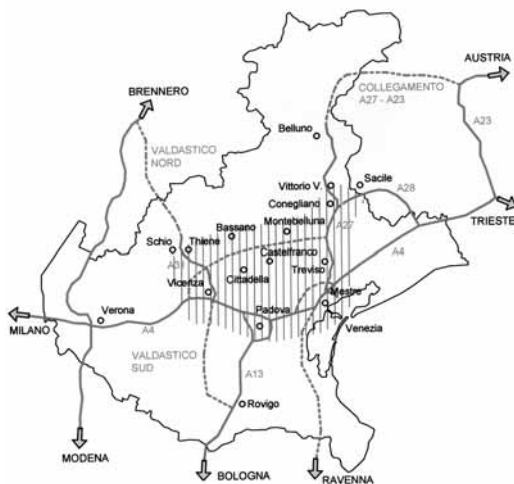 AUSTRIA
BRENNERO
COLLEGAMENTO
A27 - A23
A23
Belluno
VALDASTICO
NORD
Vittorio V.
Sacile
Conegliano
A28
TRIESTE
Bassano
Montebelluna
A27
Schio
Thiene
Castelfranco
A4
A31
Cittadella
Treviso
Vicenza
Mestre
Verona
Padova
Venezia
MILANO
A4
VALDASTICO
SUD
A13
Rovigo
MODENA
BOLOGNA
RAVENNA